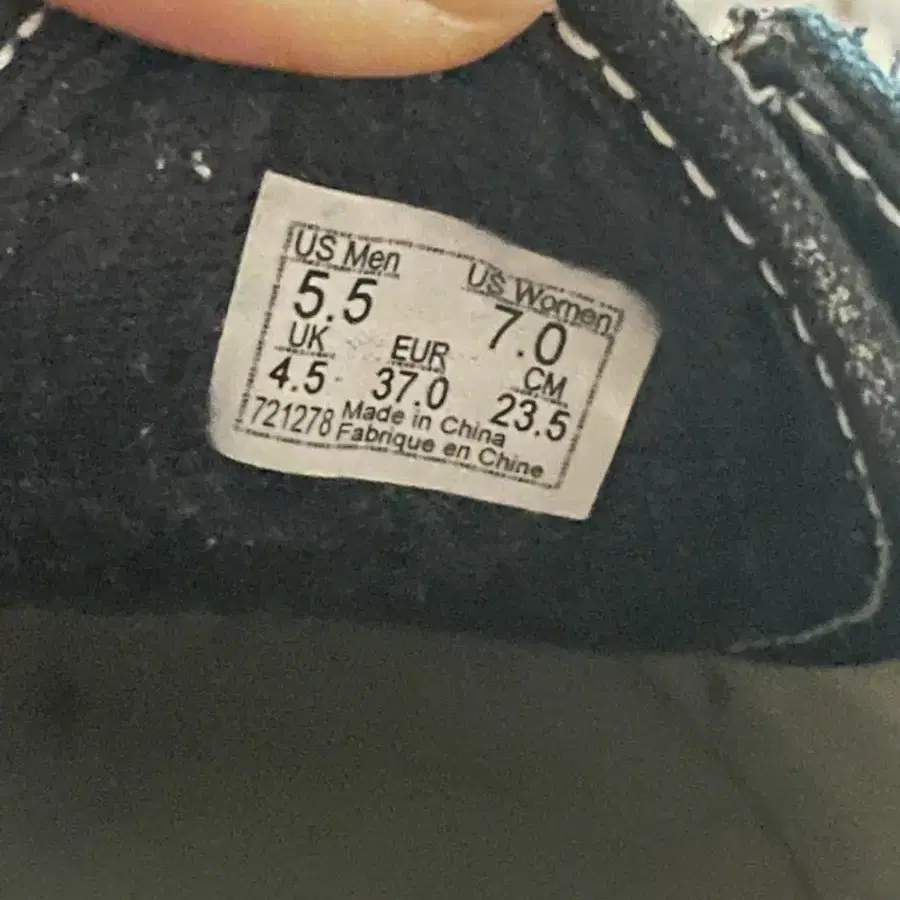 US Men US Women
5.5 7.0
UK EUR CM
4.5 37.0 23.5
721278 Made in China
Fabrique en Chine